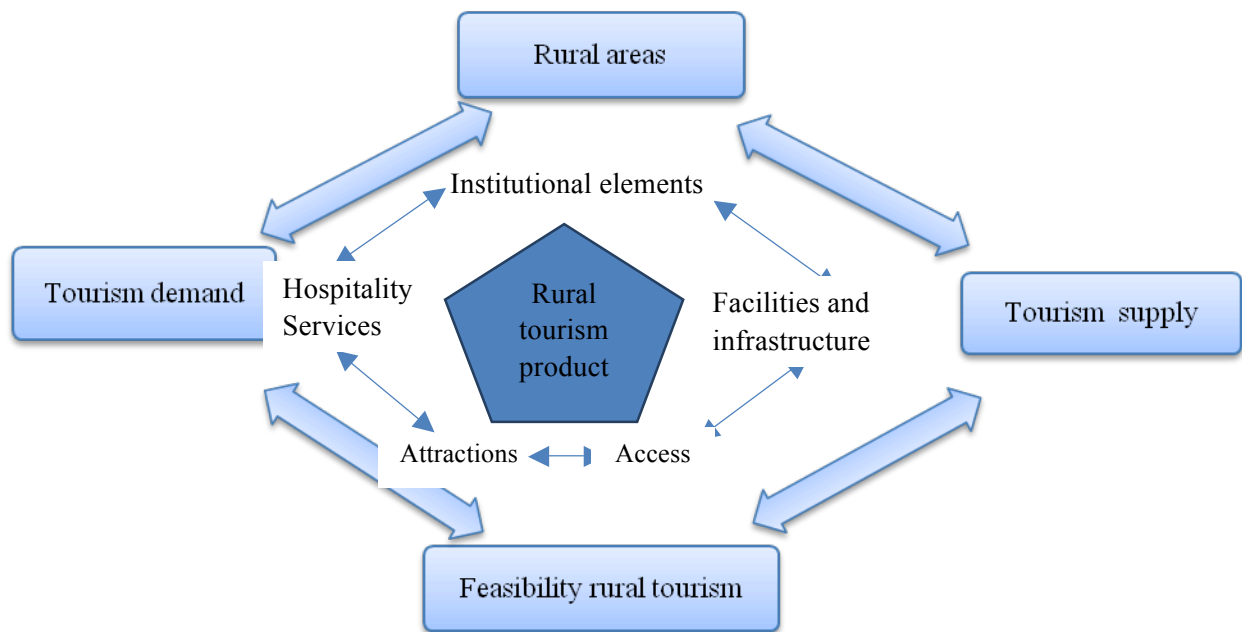 Rural areas
Institutional elements
Tourism demand
Hospitality
Services
Rural
tourism
product
Facilities and
infrastructure
Tourism supply
Attractions
Access
Feasibility rural tourism